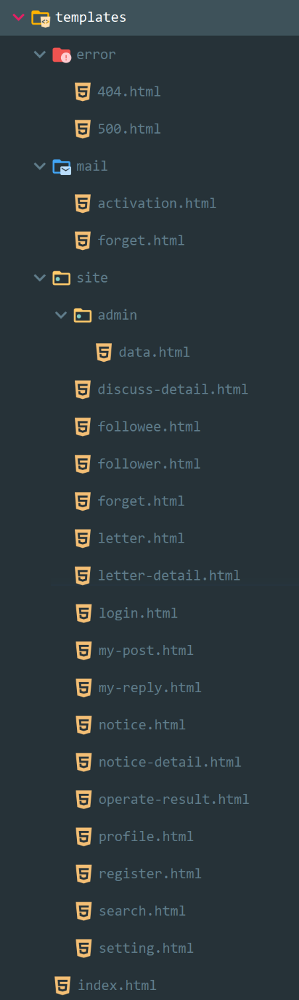 templates
error
404.html
500.html
mail
activation.html
forget.html
site
admin
data.html
discuss-detail.html
followee.html
follower.html
forget.html
letter.html
letter-detail.html
login.html
my-post.html
my-reply.html
notice.html
notice-detail.html
operate-result.html
profile.html
register.html
search.html
setting.html
index.html